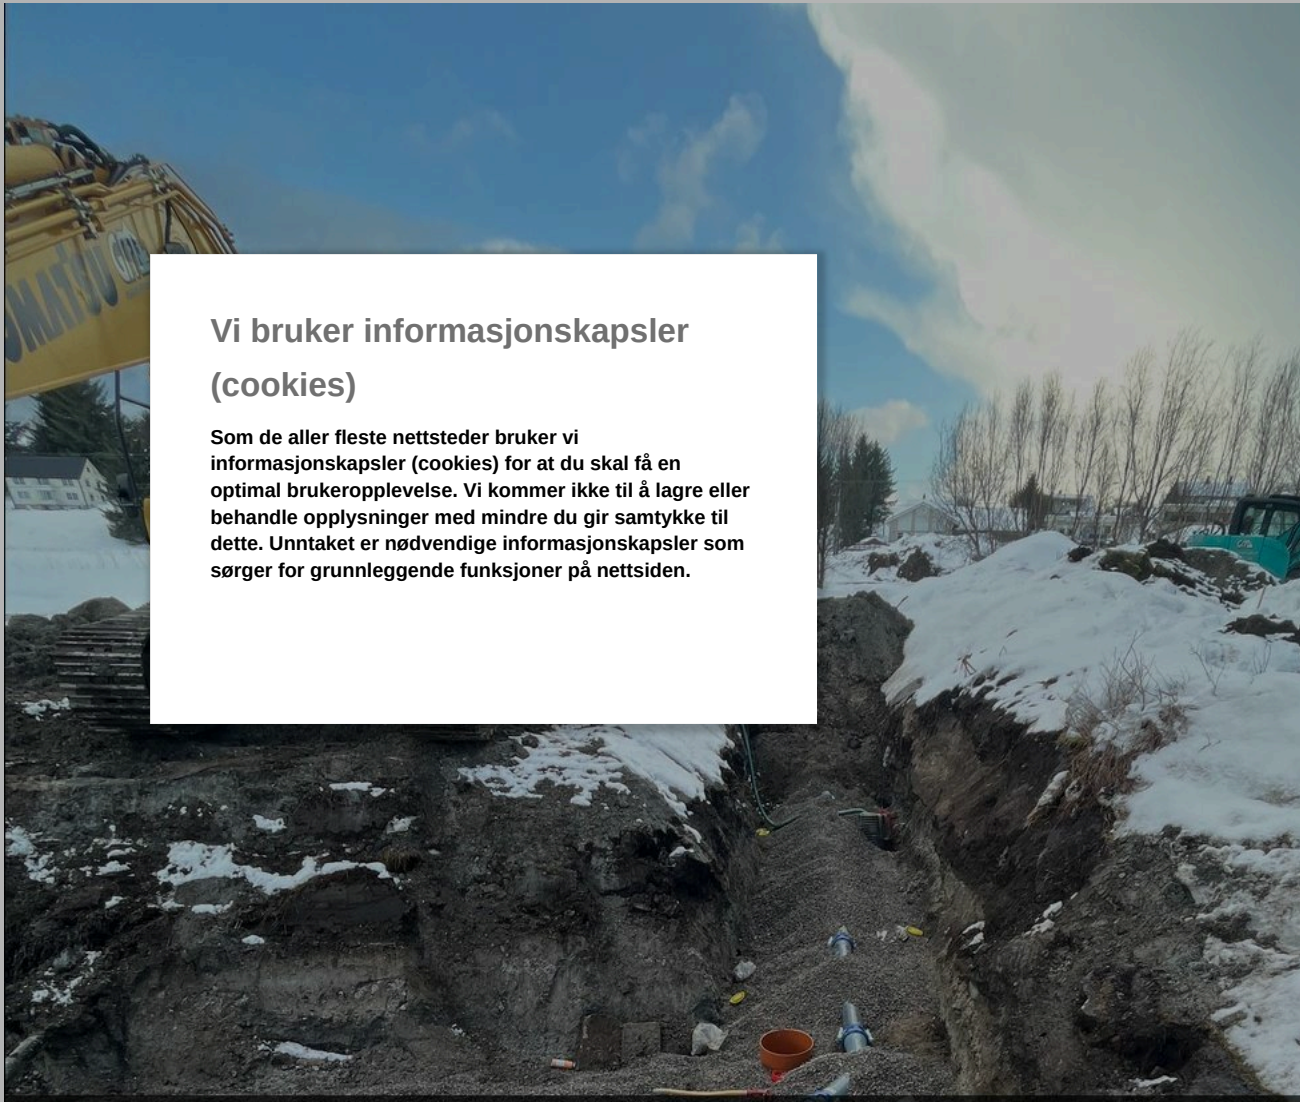 Vi bruker informasjonskapsler
(cookies)
Som de aller fleste nettsteder bruker vi
informasjonskapsler (cookies) for at du skal få en
optimal brukeropplevelse. Vi kommer ikke til å lagre eller
behandle opplysninger med mindre du gir samtykke til
dette. Unntaket er nødvendige informasjonskapsler som
sørger for grunnleggende funksjoner på nettsiden.